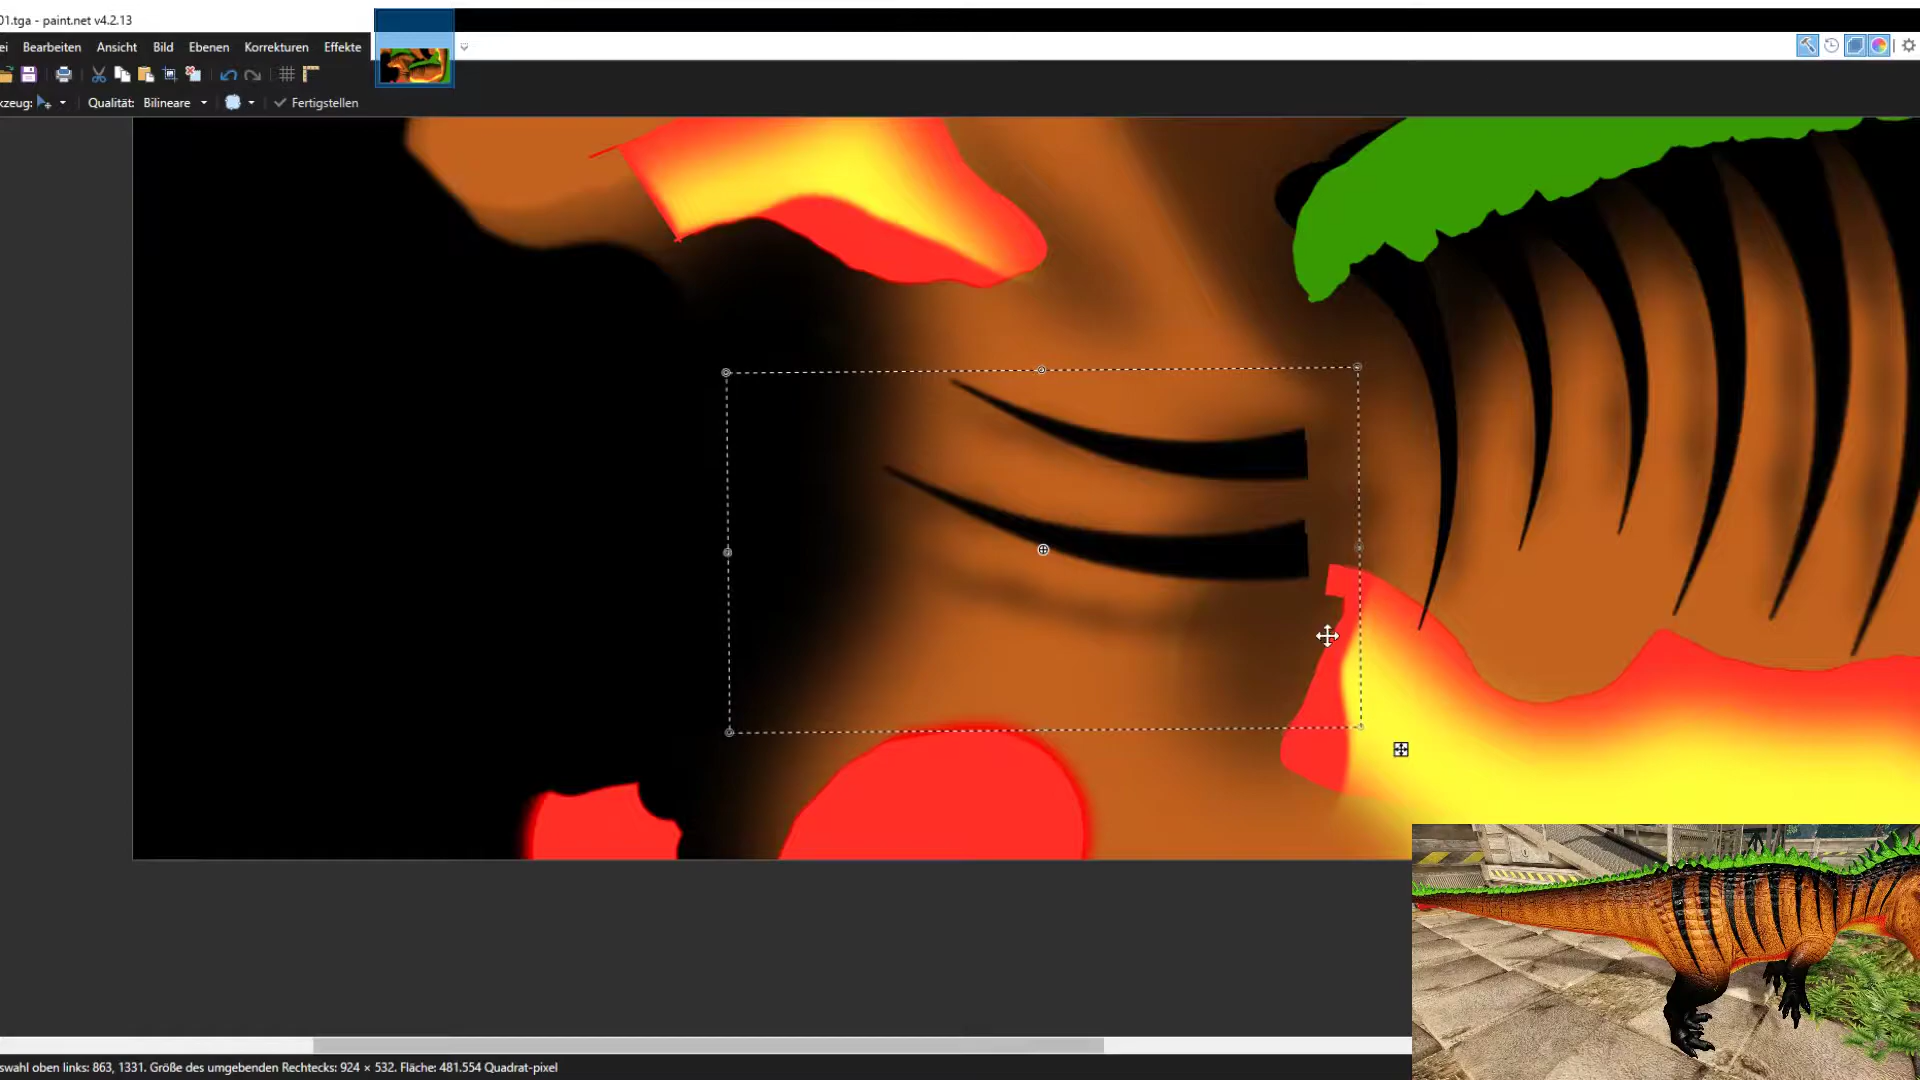 01.tga - paint.net v4.2.13
ei Bearbeiten Ansicht Bild Ebenen Korrekturen Effekte
kzeug: Qualität: Bilineare Fertigstellen
swahl oben links: 863, 1331. Größe des umgebenden Rechtecks: 924 × 532. Fläche: 481.554 Quadrat-pixel